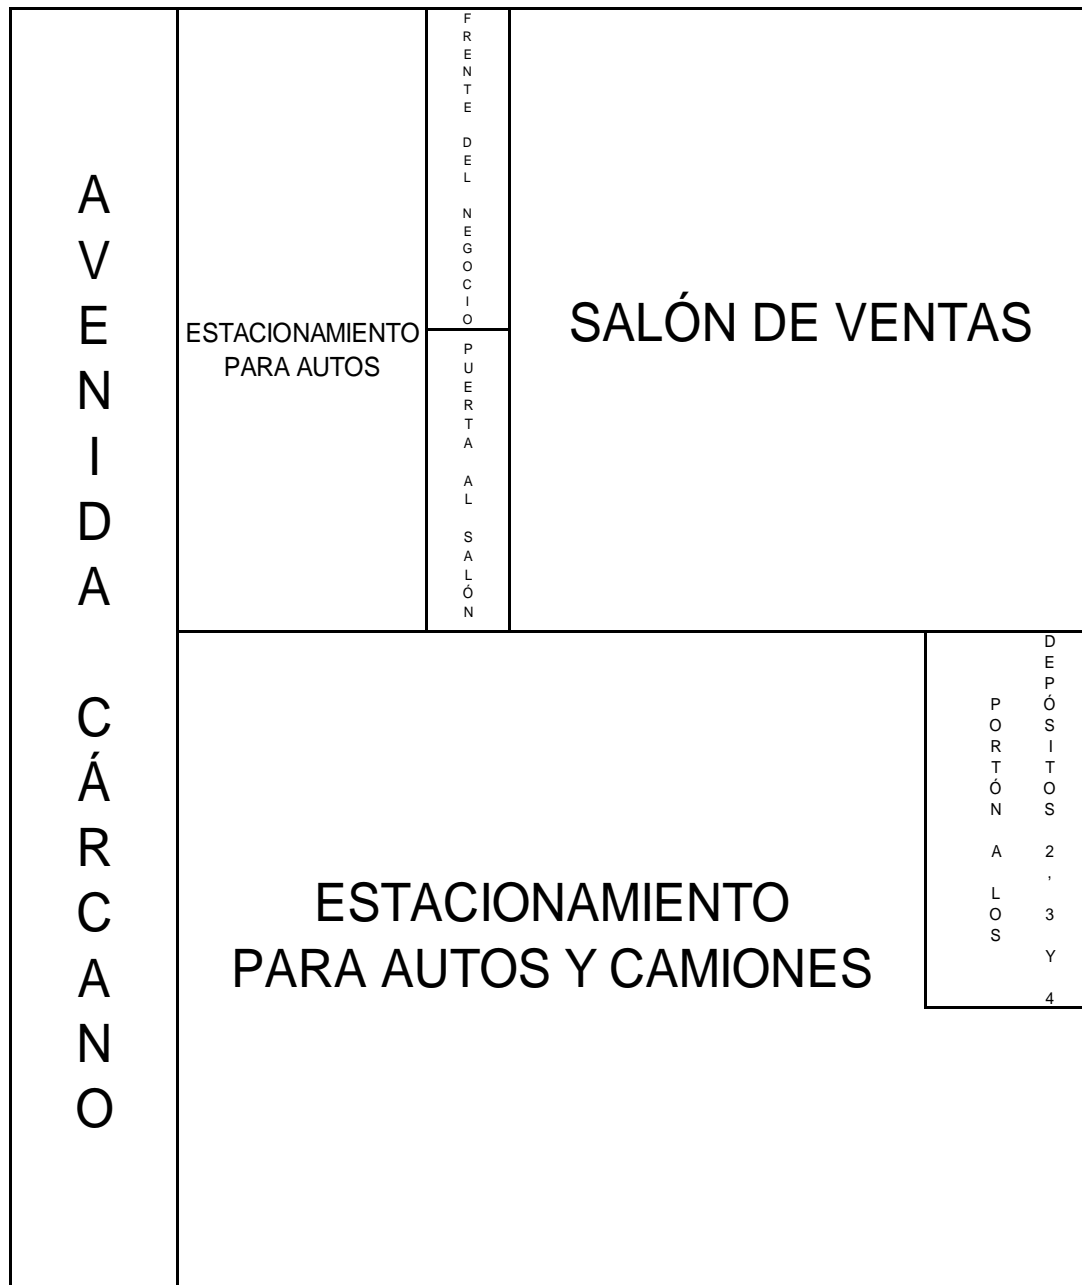 AVENIDA CÁRCANO
ESTACIONAMIENTO
PARA AUTOS
FRENTE DEL NEGOCIO
PUERTA AL SALÓN
SALÓN DE VENTAS
ESTACIONAMIENTO
PARA AUTOS Y CAMIONES
PORTÓN A LOS
DEPÓSITOS 2, 3 Y 4